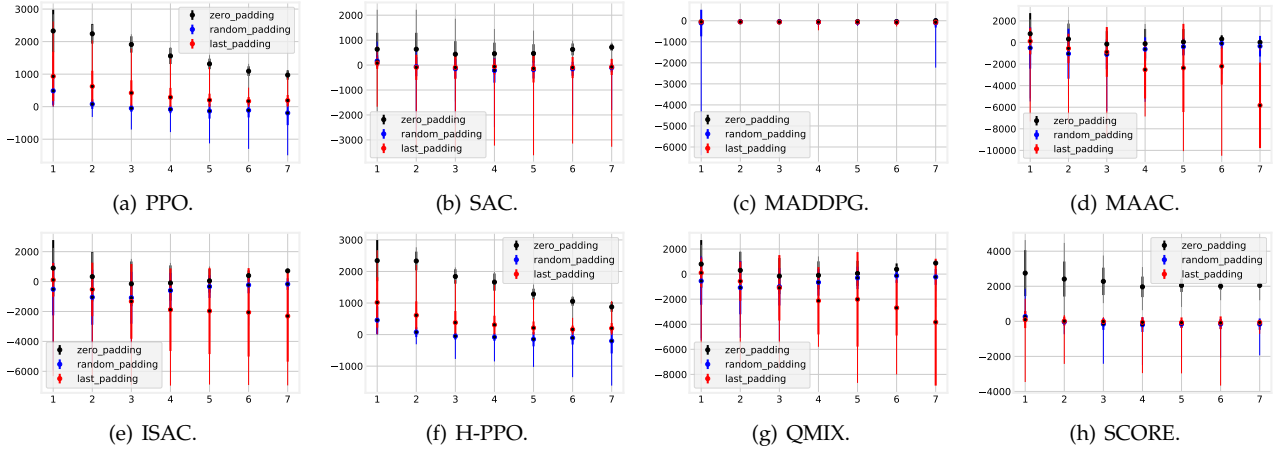 3000
2000
1000
0
−1000
zero_padding
random_padding
last_padding
1 2 3 4 5 6 7
(a) PPO.
2000
1000
0
−1000
−2000
−3000
zero_padding
random_padding
last_padding
1 2 3 4 5 6 7
(b) SAC.
0
−1000
−2000
−3000
−4000
−5000
−6000
zero_padding
random_padding
last_padding
1 2 3 4 5 6 7
(c) MADDPG.
2000
0
−2000
−4000
−6000
−8000
−10000
zero_padding
random_padding
last_padding
1 2 3 4 5 6 7
(d) MAAC.
2000
0
−2000
−4000
−6000
zero_padding
random_padding
last_padding
1 2 3 4 5 6 7
(e) ISAC.
3000
2000
1000
0
−1000
zero_padding
random_padding
last_padding
1 2 3 4 5 6 7
(f) H-PPO.
2000
0
−2000
−4000
−6000
−8000
zero_padding
random_padding
last_padding
1 2 3 4 5 6 7
(g) QMIX.
4000
2000
0
−2000
−4000
zero_padding
random_padding
last_padding
1 2 3 4 5 6 7
(h) SCORE.